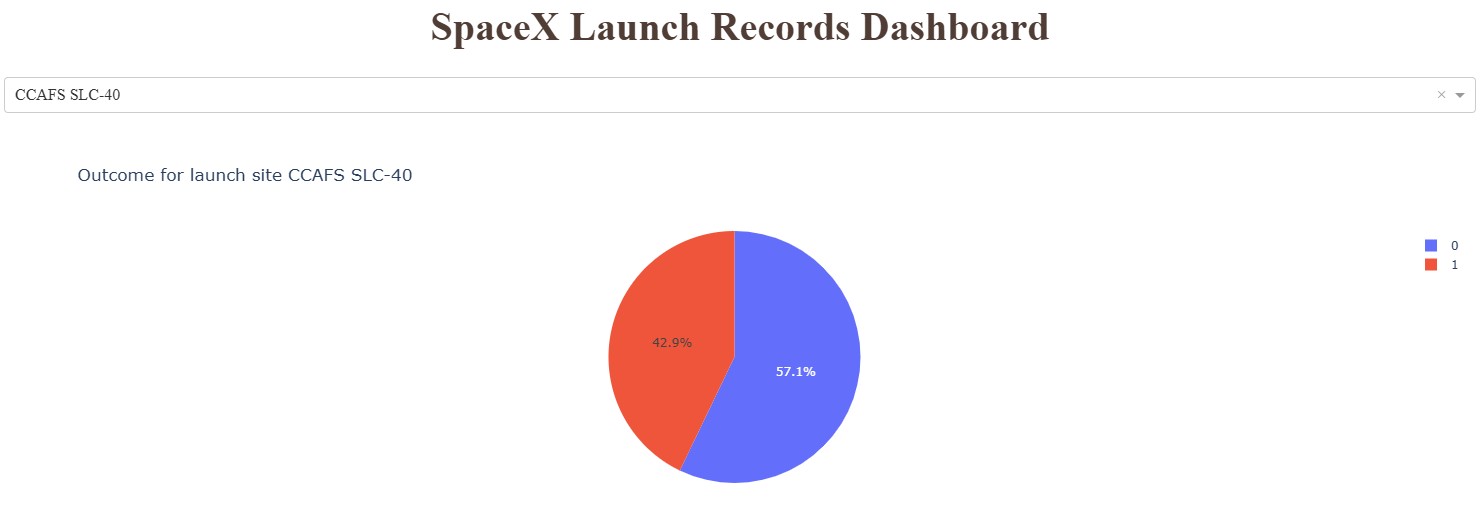 SpaceX Launch Records Dashboard
CCAFS SLC-40
Outcome for launch site CCAFS SLC-40
0
1
42.9%
57.1%